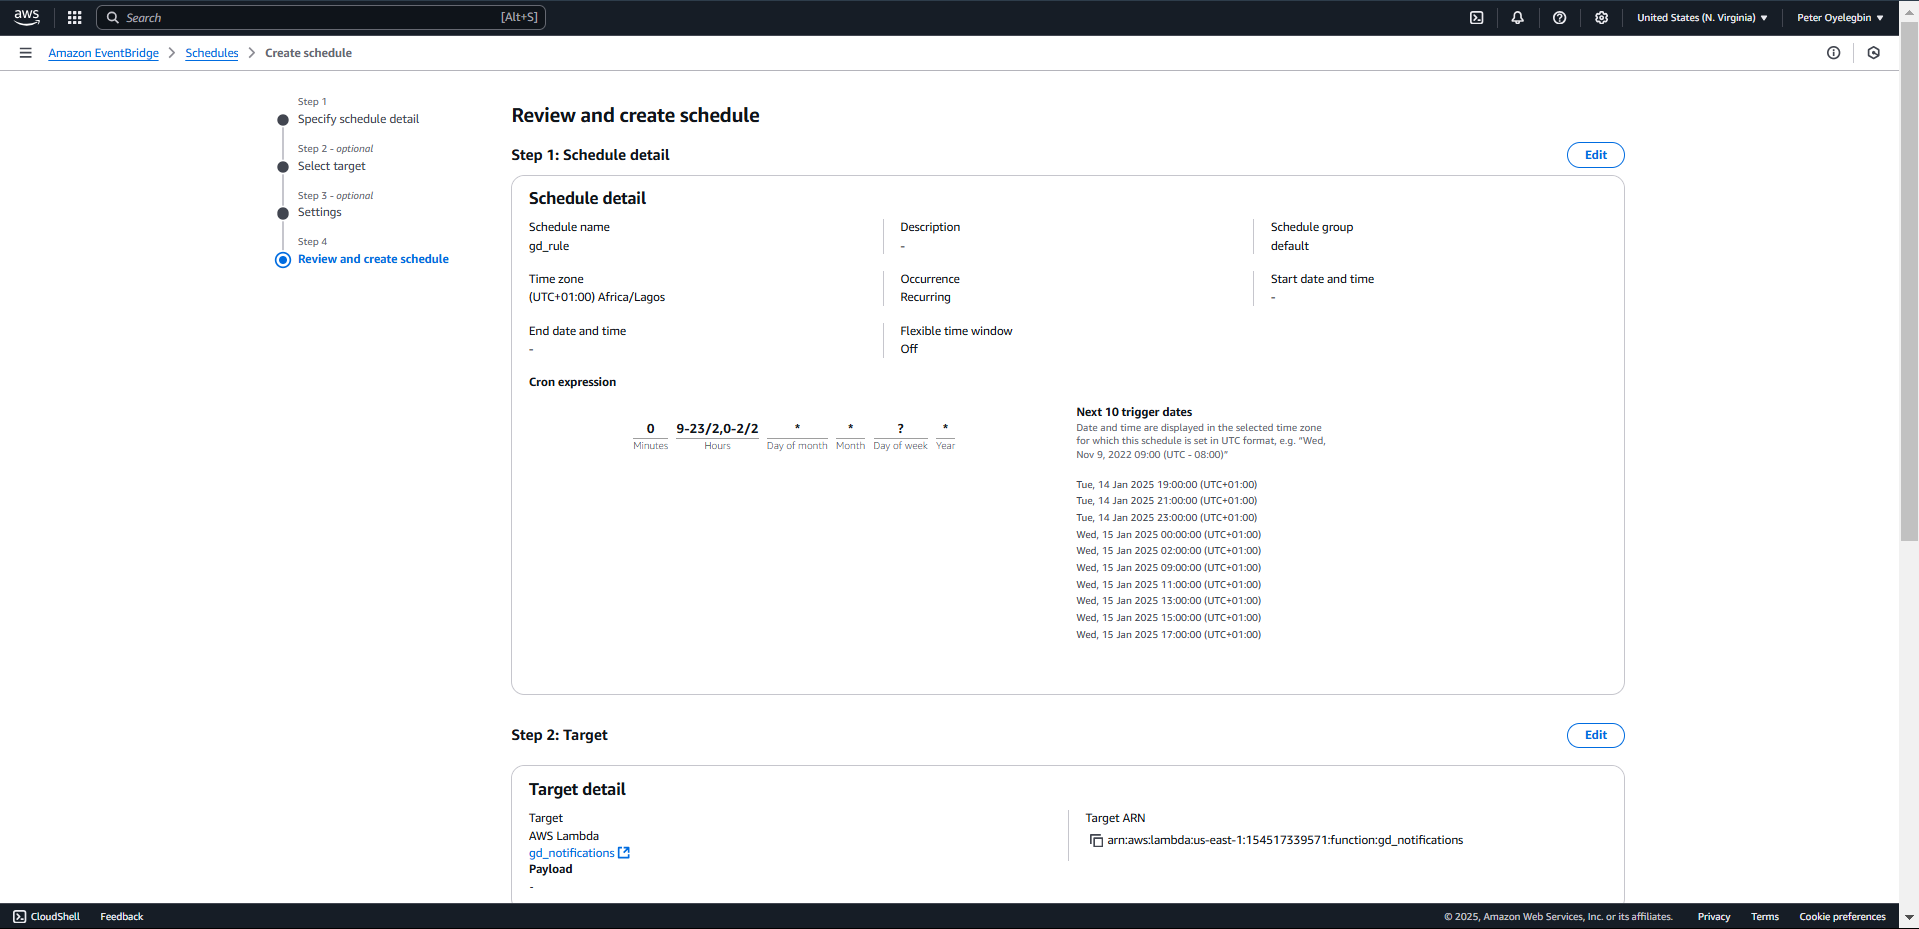 aws
Search [Alt+S]
United States (N. Virginia)
Peter Oyelegbin
Amazon EventBridge > Schedules > Create schedule
Step 1
Specify schedule detail
Step 2 - optional
Select target
Step 3 - optional
Settings
Step 4
Review and create schedule
Review and create schedule
Step 1: Schedule detail
Edit
Schedule detail
Schedule name
gd_rule
Description
-
Schedule group
default
Time zone
(UTC+01:00) Africa/Lagos
Occurrence
Recurring
Start date and time
-
End date and time
-
Flexible time window
Off
Cron expression
0 9-23/2,0-2/2 * * ? *
Minutes Hours Day of month Month Day of week Year
Next 10 trigger dates
Date and time are displayed in the selected time zone
for which this schedule is set in UTC format, e.g. "Wed,
Nov 9, 2022 09:00 (UTC - 08:00)"
Tue, 14 Jan 2025 19:00:00 (UTC+01:00)
Tue, 14 Jan 2025 21:00:00 (UTC+01:00)
Tue, 14 Jan 2025 23:00:00 (UTC+01:00)
Wed, 15 Jan 2025 00:00:00 (UTC+01:00)
Wed, 15 Jan 2025 02:00:00 (UTC+01:00)
Wed, 15 Jan 2025 09:00:00 (UTC+01:00)
Wed, 15 Jan 2025 11:00:00 (UTC+01:00)
Wed, 15 Jan 2025 13:00:00 (UTC+01:00)
Wed, 15 Jan 2025 15:00:00 (UTC+01:00)
Wed, 15 Jan 2025 17:00:00 (UTC+01:00)
Step 2: Target
Edit
Target detail
Target
AWS Lambda
gd_notifications
Payload
-
Target ARN
arn:aws:lambda:us-east-1:154517339571:function:gd_notifications
CloudShell Feedback
© 2025, Amazon Web Services, Inc. or its affiliates. Privacy Terms Cookie preferences